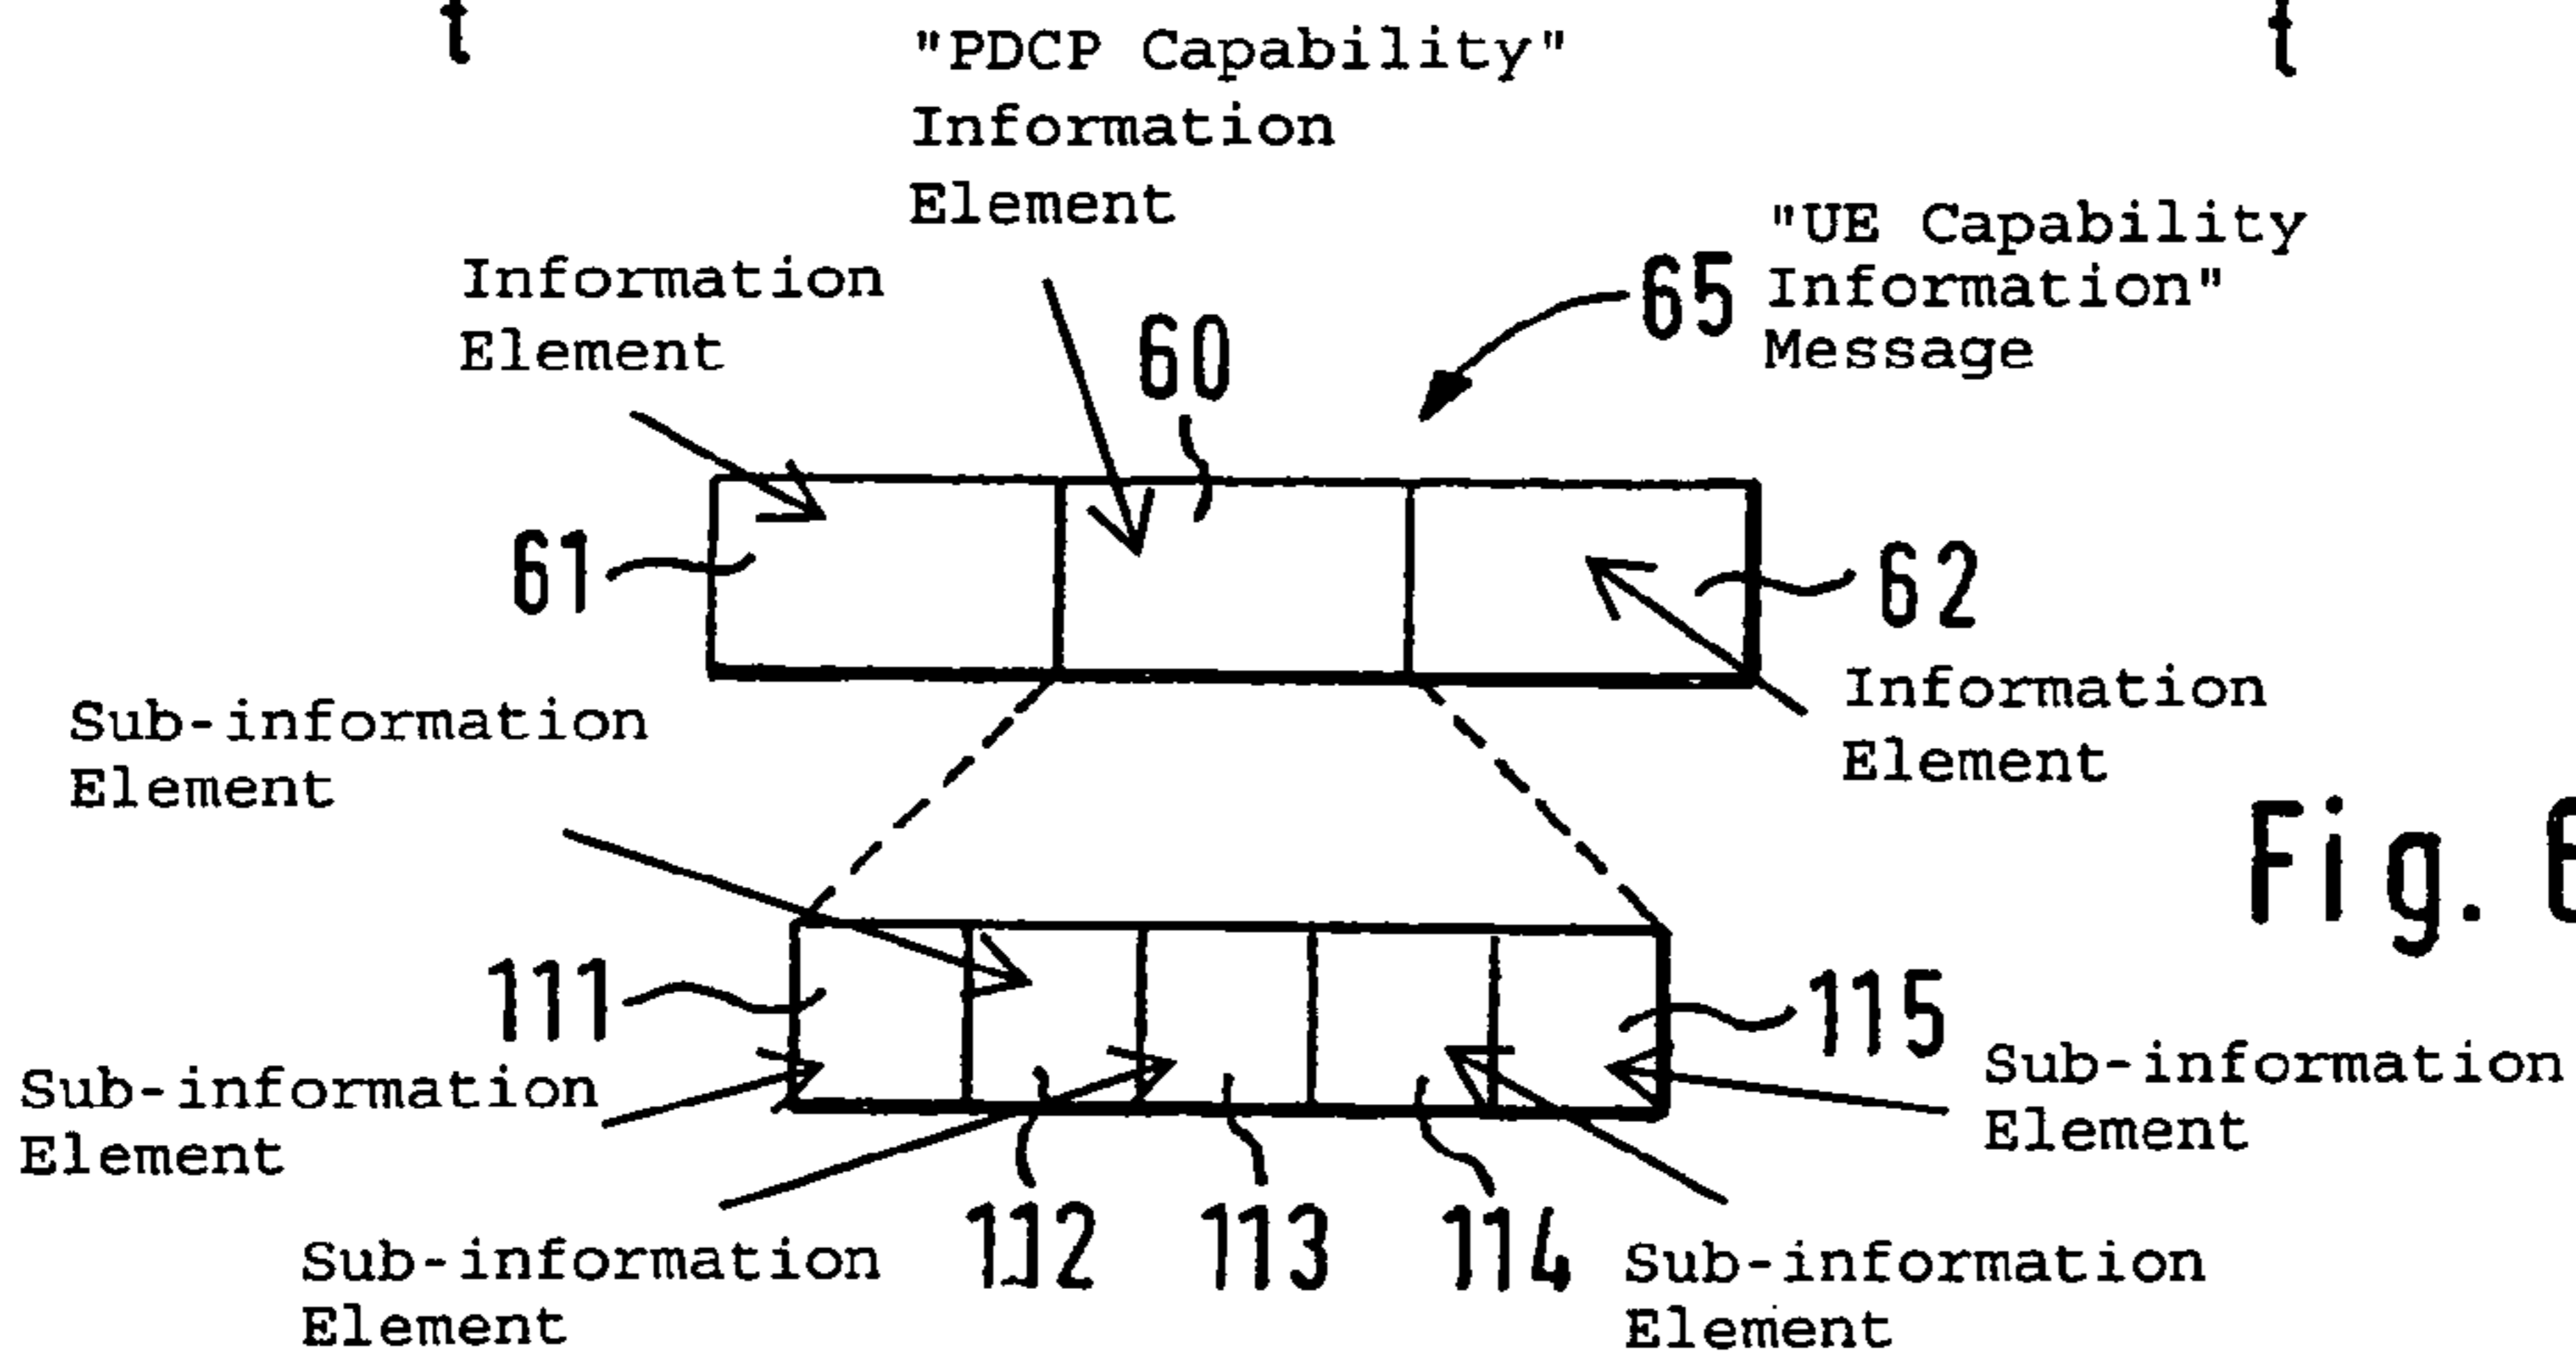 t
t
"PDCP Capability"
Information
Element
Information
Element
60
65
"UE Capability
Information"
Message
61
62
Information
Element
Sub-information
Element
Fig.
111
115
Sub-information
Element
Sub-information
Element
112
113
114
Sub-information
Element
Sub-information
Element